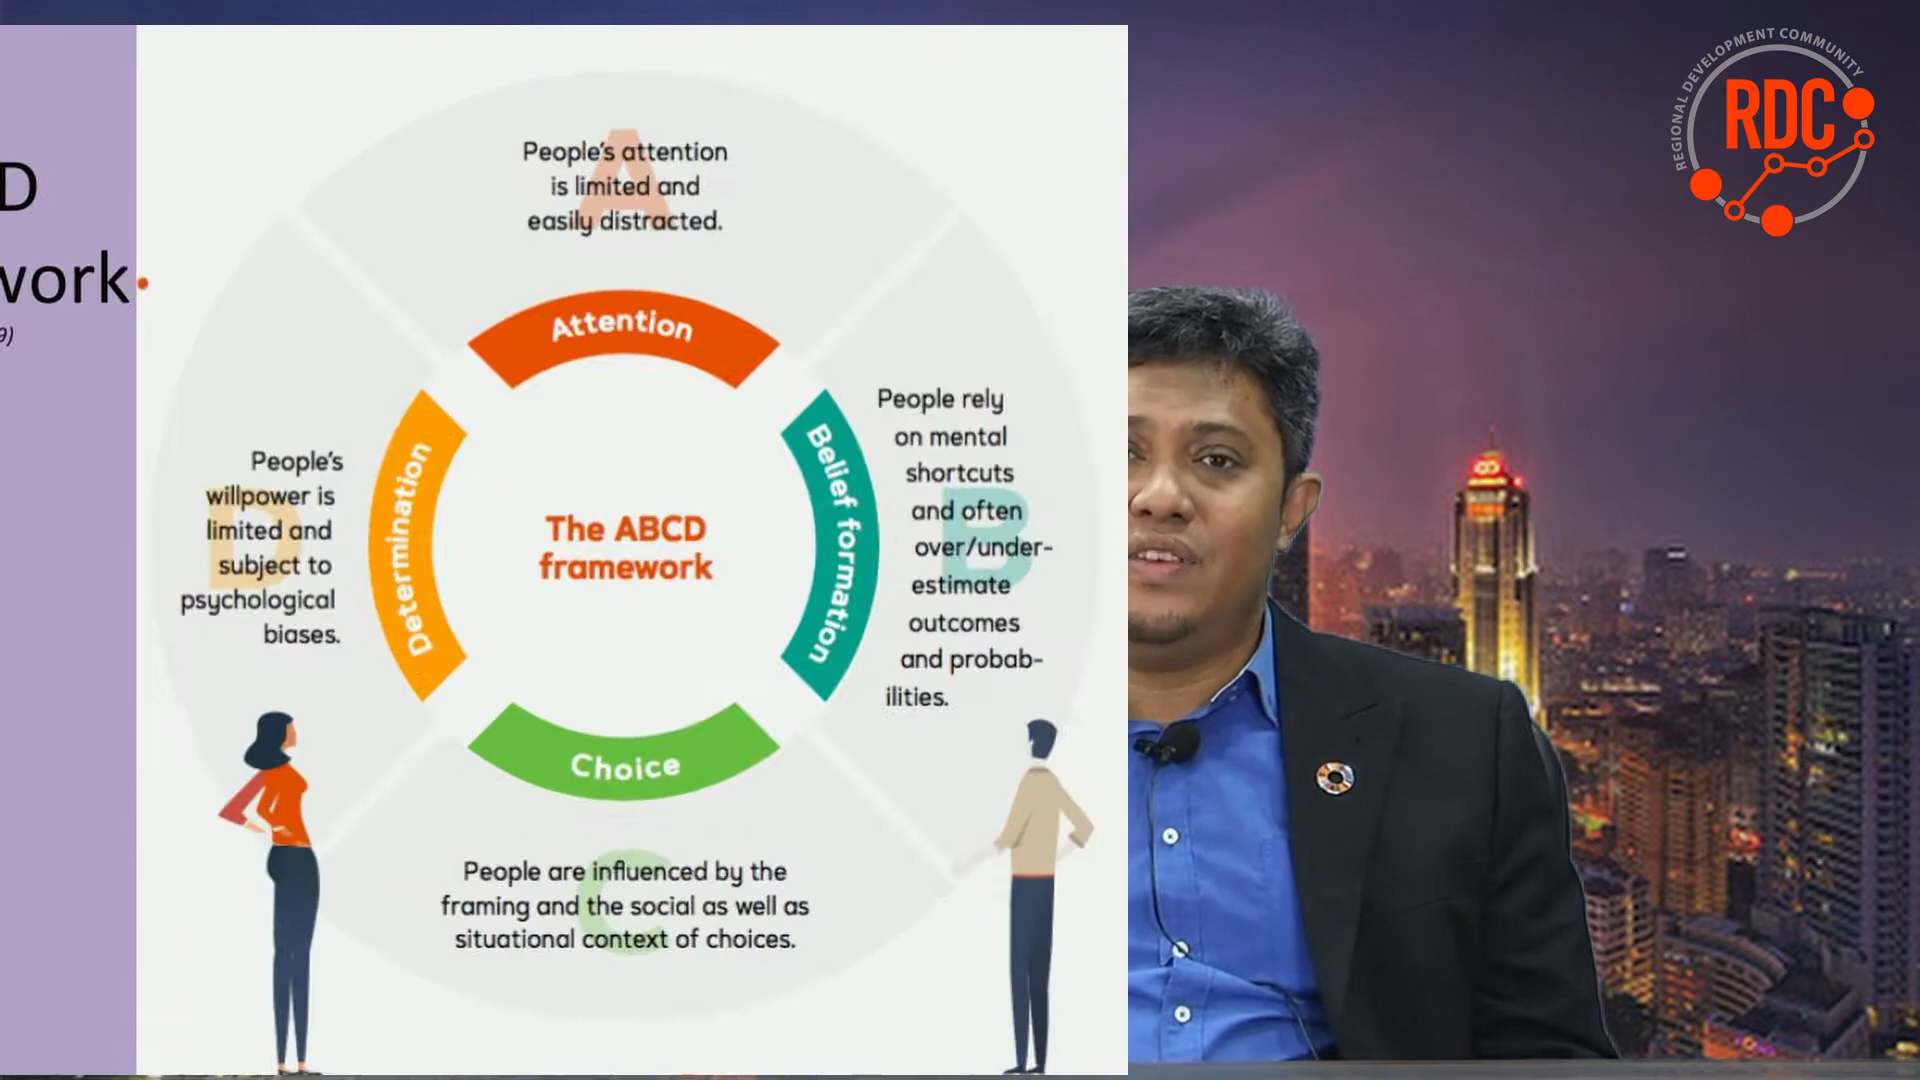 D
work
9)
People's attention
is limited and
easily distracted.
A
Attention
People rely
on mental
shortcuts
and often
over/under-
estimate
outcomes
and probab-
ilities.
B
Belief formation
The ABCD
framework
People's
willpower is
limited and
subject to
psychological
biases.
D
Determination
Choice
People are influenced by the
framing and the social as well as
situational context of choices.
C
REGIONAL DEVELOPMENT COMMUNITY
RDC